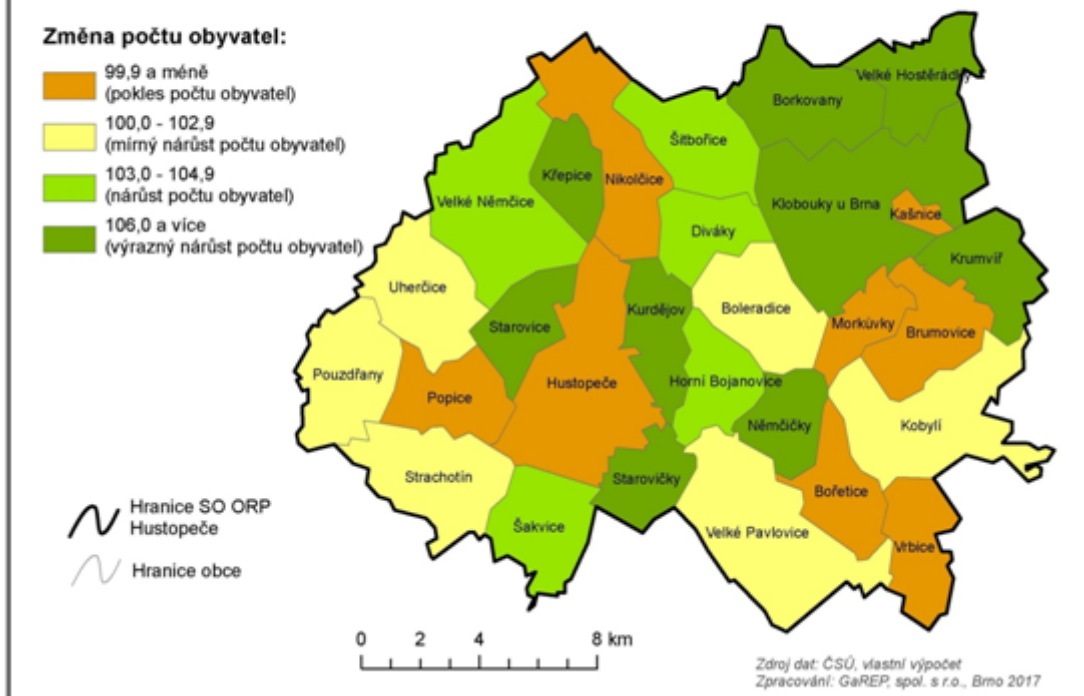 Změna počtu obyvatel:
99,9 a méně
(pokles počtu obyvatel)
100,0 - 102,9
(mírný nárůst počtu obyvatel)
103,0 - 104,9
(nárůst počtu obyvatel)
106,0 a více
(výrazný nárůst počtu obyvatel)
Velké Hostěrádky
Borkovany
Šitbořice
Křepice
Nikolčice
Velké Němčice
Klobouky u Brna
Kašnice
Diváky
Krumvíř
Uherčice
Boleradice
Kurdějov
Starovice
Morkůvky
Brumovice
Pouzdřany
Hustopeče
Horní Bojanovice
Popice
Němčičky
Kobylí
Strachotín
Starovičky
Bořetice
Šakvice
Velké Pavlovice
Vrbice
Hranice SO ORP
Hustopeče
Hranice obce
0 2 4 8 km
Zdroj dat: ČSÚ, vlastní výpočet
Zpracování: GaREP, spol. s r.o., Brno 2017